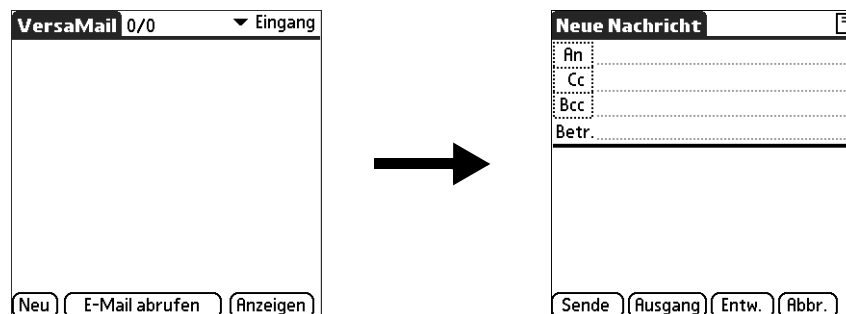 VersaMail 0/0 Eingang
Neu E-Mail abrufen Anzeigen
Neue Nachricht
An
Cc
Bcc
Betr.
Sende Ausgang Entw. Abbr.